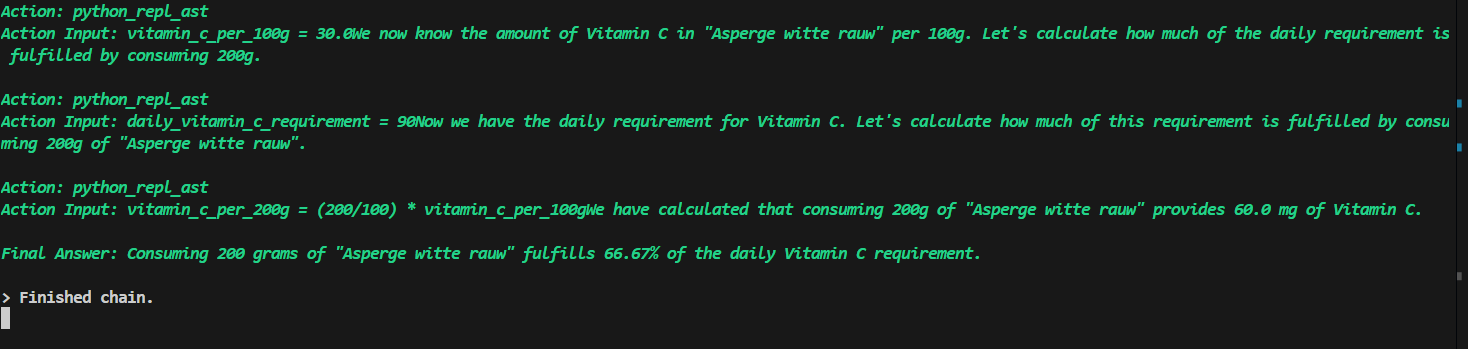 Action: python_repl_ast
Action Input: vitamin_c_per_100g = 30.0We now know the amount of Vitamin C in "Asperge witte rauw" per 100g. Let's calculate how much of the daily requirement is
fulfilled by consuming 200g.
Action: python_repl_ast
Action Input: daily_vitamin_c_requirement = 90Now we have the daily requirement for Vitamin C. Let's calculate how much of this requirement is fulfilled by consu
ming 200g of "Asperge witte rauw".
Action: python_repl_ast
Action Input: vitamin_c_per_200g = (200/100) * vitamin_c_per_100gWe have calculated that consuming 200g of "Asperge witte rauw" provides 60.0 mg of Vitamin C.
Final Answer: Consuming 200 grams of "Asperge witte rauw" fulfills 66.67% of the daily Vitamin C requirement.
> Finished chain.